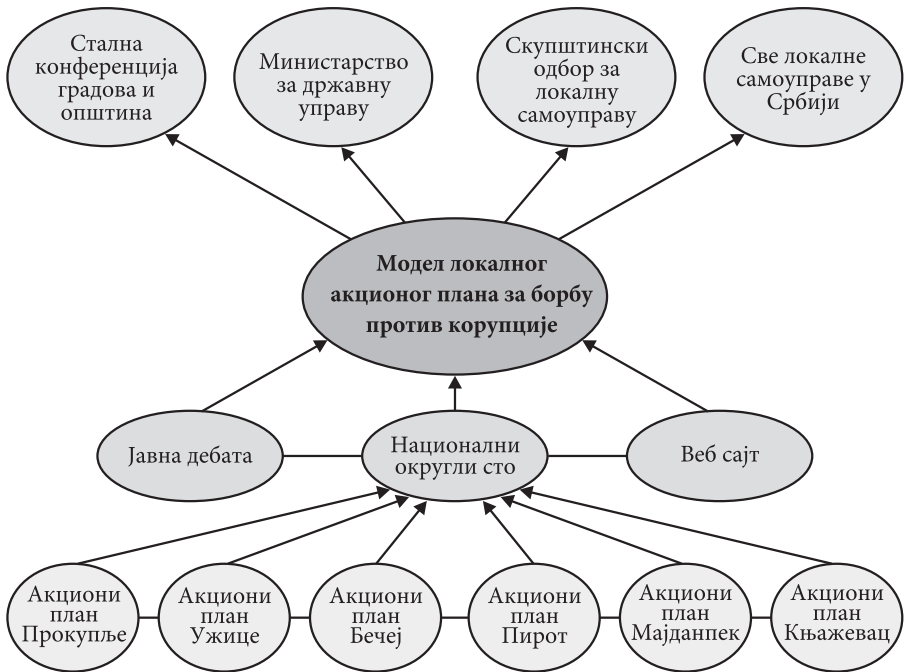 Стална
конференција
градова и
општина
Министарство
за државну
управу
Скупштински
одбор за
локалну
самоуправу
Све локалне
самоуправе у
Србији
Модел локалног
акционог плана за борбу
против корупције
Јавна дебата
Национални
округли сто
Веб сајт
Акциони
план
Прокупље
Акциони
план
Ужице
Акциони
план
Бечеј
Акциони
план
Пирот
Акциони
план
Мајданпек
Акциони
план
Књажевац